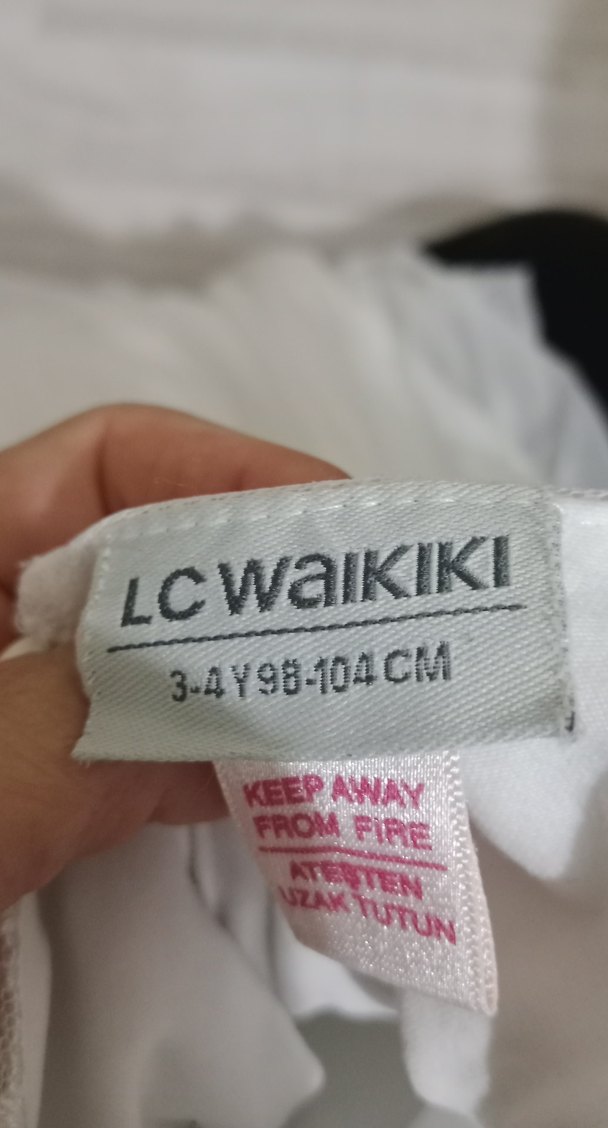 LC WaIKIKI
3-4 Y 98-104 CM
KEEP AWAY
FROM FIRE
ATEŞTEN
UZAK TUTUN